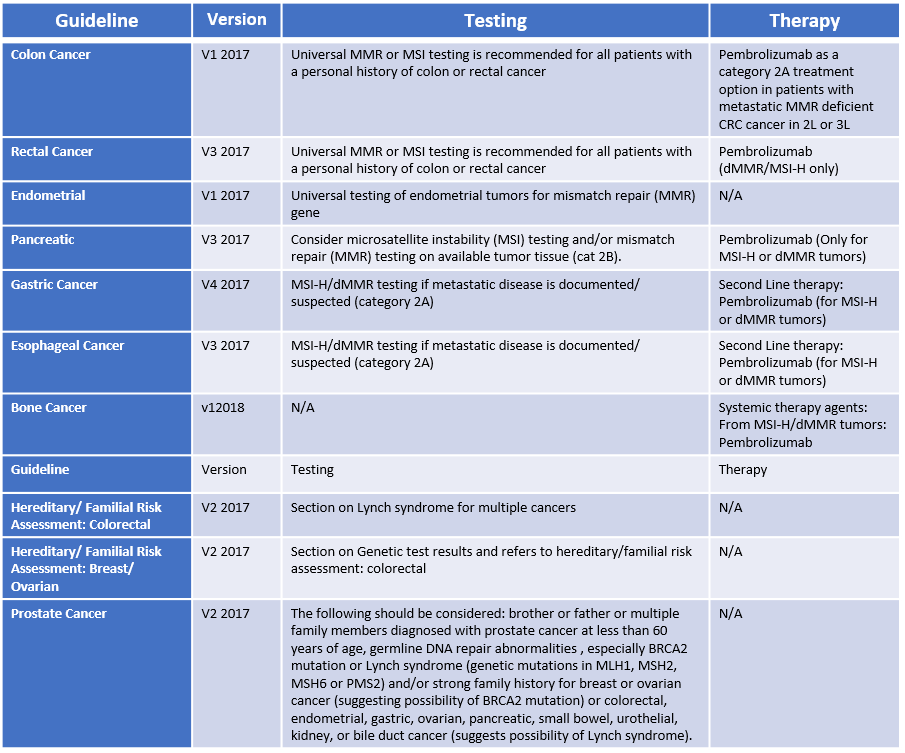 Guideline Version Testing Therapy
Colon Cancer V1 2017 Universal MMR or MSI testing is recommended for all patients with Pembrolizumab as a
a personal history of colon or rectal cancer category 2A treatment
option in patients with
metastatic MMR deficient
CRC cancer in 2L or 3L
Rectal Cancer V3 2017 Universal MMR or MSI testing is recommended for all patients with Pembrolizumab
a personal history of colon or rectal cancer (dMMR/MSI-H only)
Endometrial V1 2017 Universal testing of endometrial tumors for mismatch repair (MMR) N/A
gene
Pancreatic V3 2017 Consider microsatellite instability (MSI) testing and/or mismatch Pembrolizumab (Only for
repair (MMR) testing on available tumor tissue (cat 2B). MSI-H or dMMR tumors)
Gastric Cancer V4 2017 MSI-H/dMMR testing if metastatic disease is documented/ Second Line therapy:
suspected (category 2A) Pembrolizumab (for MSI-H
or dMMR tumors)
Esophageal Cancer V3 2017 MSI-H/dMMR testing if metastatic disease is documented/ Second Line therapy:
suspected (category 2A) Pembrolizumab (for MSI-H
or dMMR tumors)
Bone Cancer v12018 N/A Systemic therapy agents:
From MSI-H/dMMR tumors:
Pembrolizumab
Guideline Version Testing Therapy
Hereditary/ Familial Risk V2 2017 Section on Lynch syndrome for multiple cancers N/A
Assessment: Colorectal
Hereditary/ Familial Risk V2 2017 Section on Genetic test results and refers to hereditary/familial risk N/A
Assessment: Breast/ assessment: colorectal
Ovarian
Prostate Cancer V2 2017 The following should be considered: brother or father or multiple N/A
family members diagnosed with prostate cancer at less than 60
years of age, germline DNA repair abnormalities , especially BRCA2
mutation or Lynch syndrome (genetic mutations in MLH1, MSH2,
MSH6 or PMS2) and/or strong family history for breast or ovarian
cancer (suggesting possibility of BRCA2 mutation) or colorectal,
endometrial, gastric, ovarian, pancreatic, small bowel, urothelial,
kidney, or bile duct cancer (suggests possibility of Lynch syndrome).